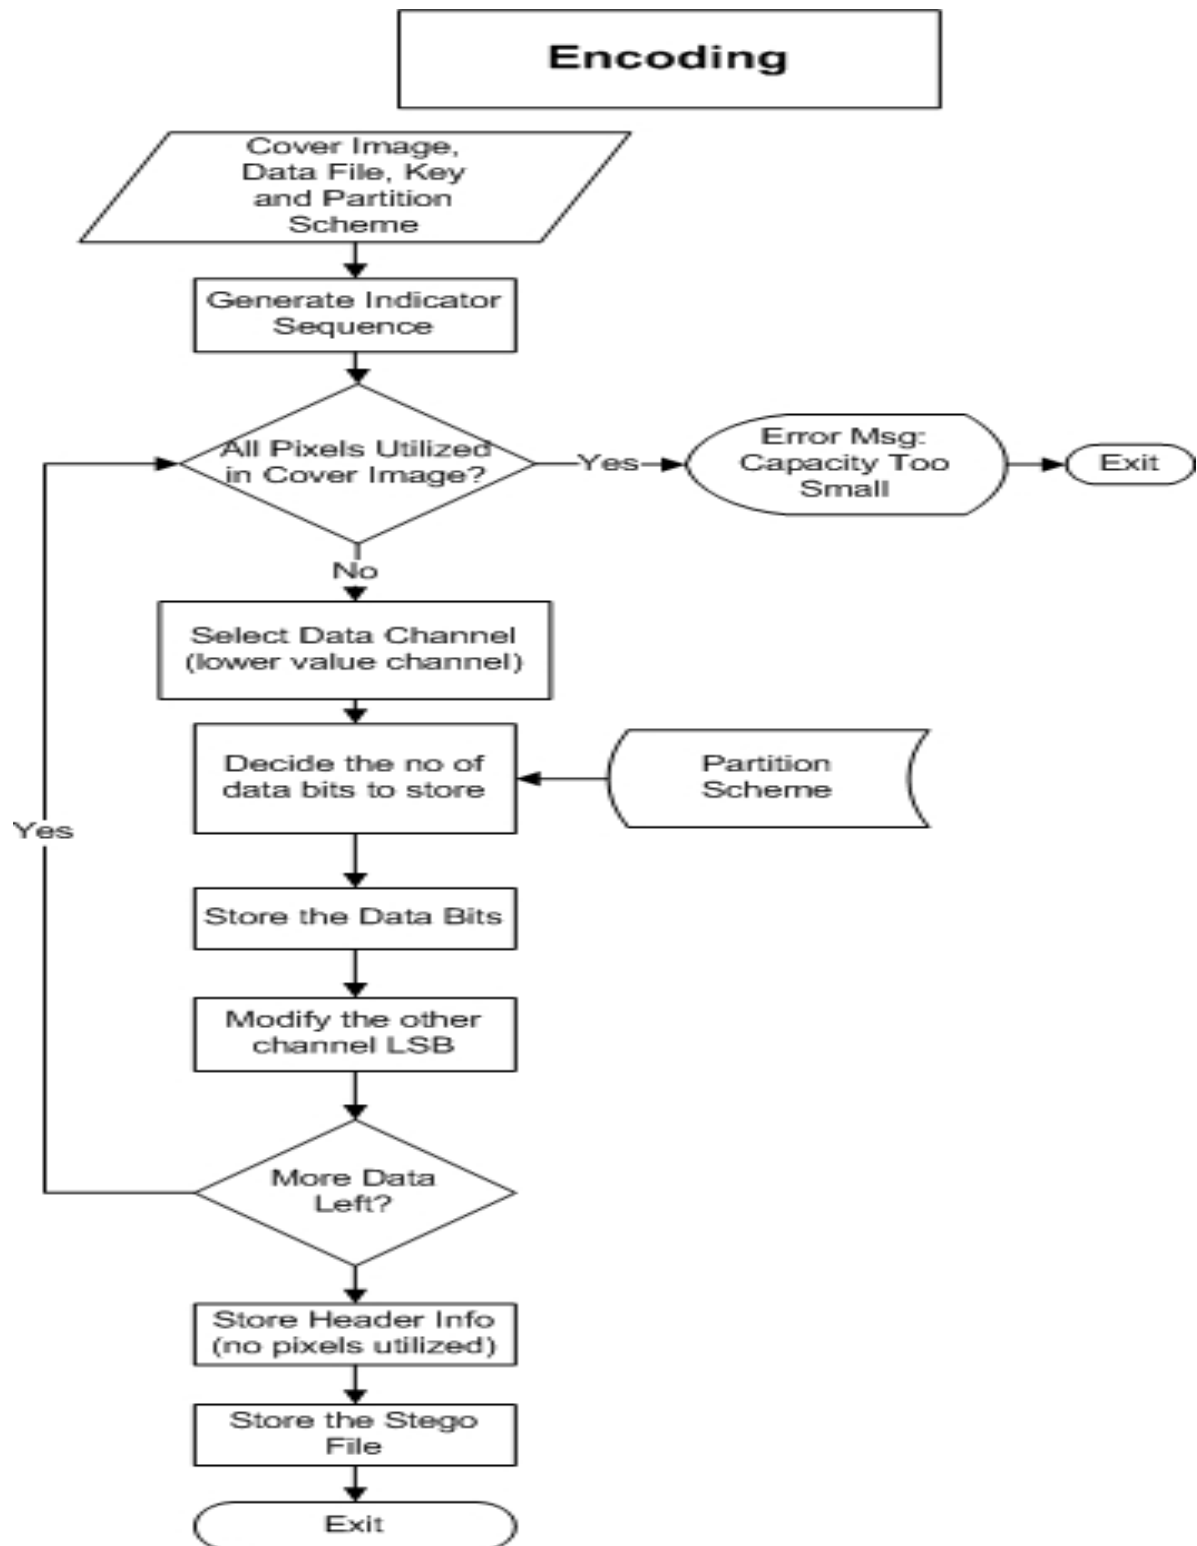 Encoding
Cover Image,
Data File, Key
and Partition
Scheme
Generate Indicator
Sequence
All Pixels Utilized
in Cover Image?
Yes
Error Msg:
Capacity Too
Small
Exit
No
Select Data Channel
(lower value channel)
Decide the no of
data bits to store
Partition
Scheme
Yes
Store the Data Bits
Modify the other
channel LSB
More Data
Left?
Store Header Info
(no pixels utilized)
Store the Stego
File
Exit